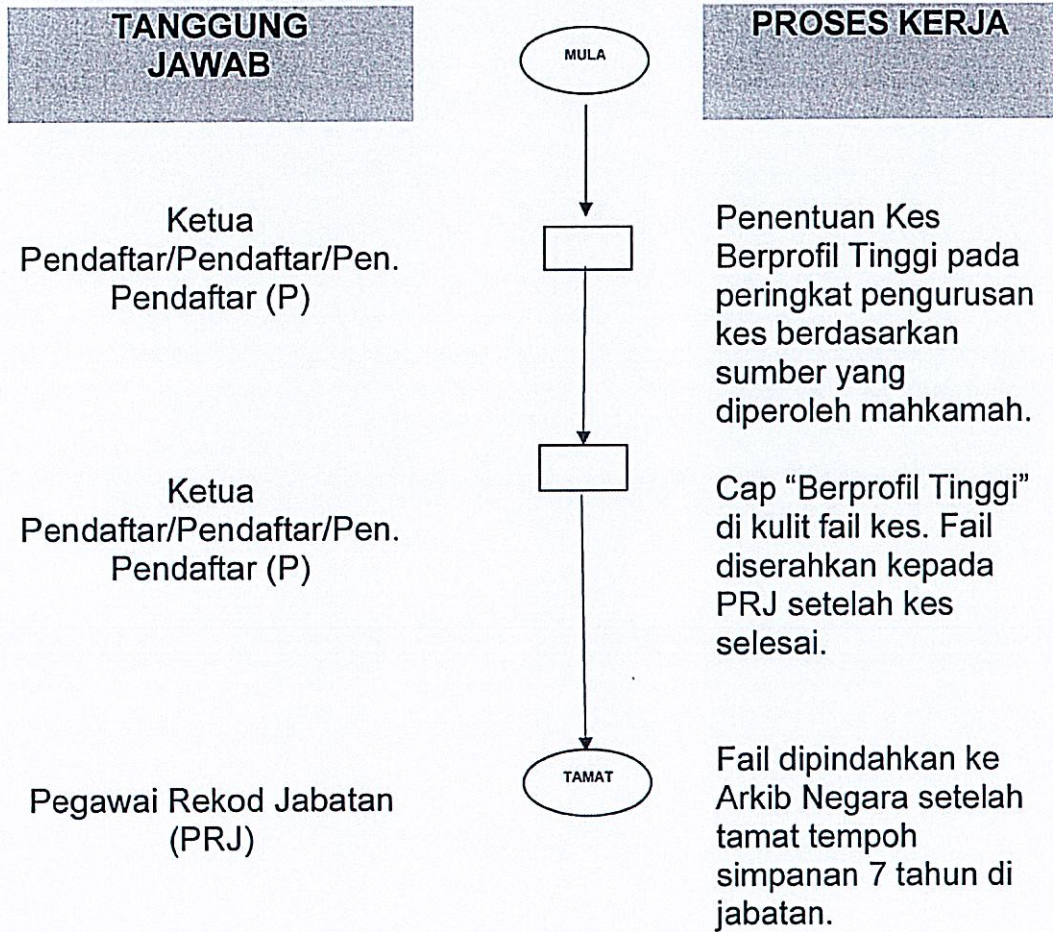 TANGGUNG
JAWAB
MULA
PROSES KERJA
Ketua
Pendaftar/Pendaftar/Pen.
Pendaftar (P)
Penentuan Kes
Berprofil Tinggi pada
peringkat pengurusan
kes berdasarkan
sumber yang
diperoleh mahkamah.
Ketua
Pendaftar/Pendaftar/Pen.
Pendaftar (P)
Cap “Berprofil Tinggi”
di kulit fail kes. Fail
diserahkan kepada
PRJ setelah kes
selesai.
Pegawai Rekod Jabatan
(PRJ)
TAMAT
Fail dipindahkan ke
Arkib Negara setelah
tamat tempoh
simpanan 7 tahun di
jabatan.